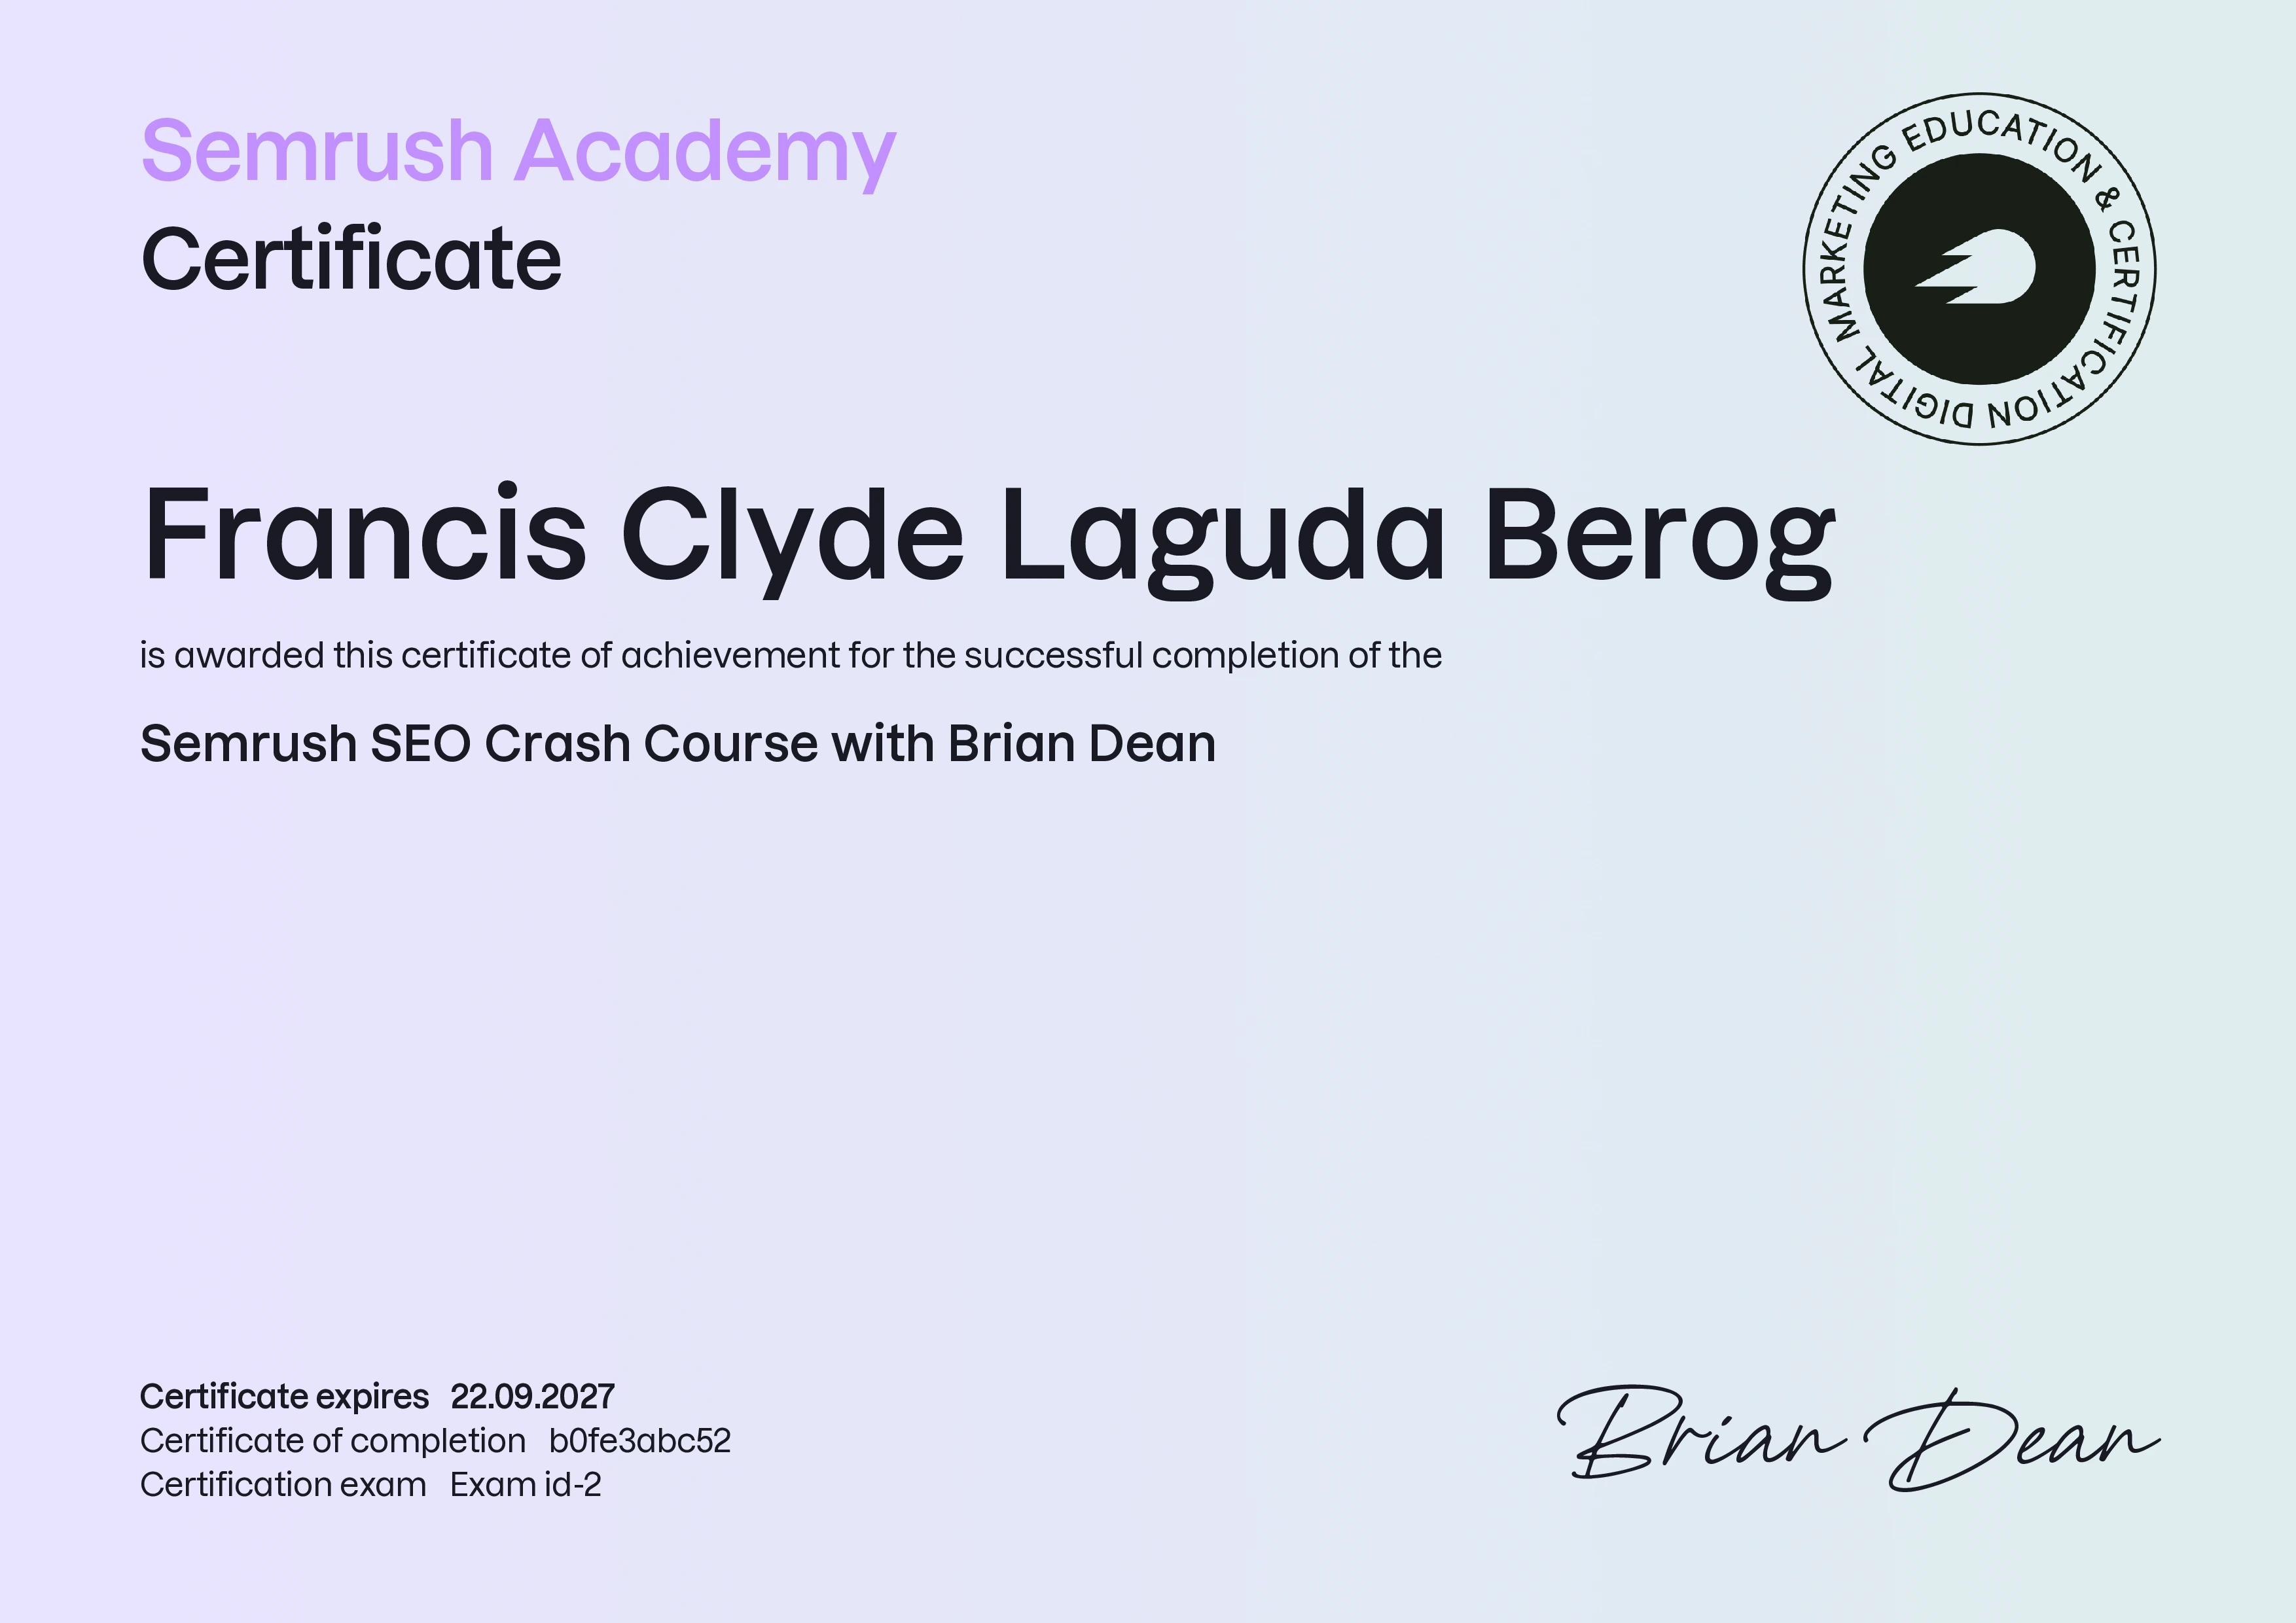 Semrush Academy
Certificate
DIGITAL MARKETING EDUCATION & CERTIFICATION
Francis Clyde Laguda Berog
is awarded this certificate of achievement for the successful completion of the
Semrush SEO Crash Course with Brian Dean
Certificate expires 22.09.2027
Certificate of completion b0fe3abc52
Certification exam Exam id-2
Brian Dean